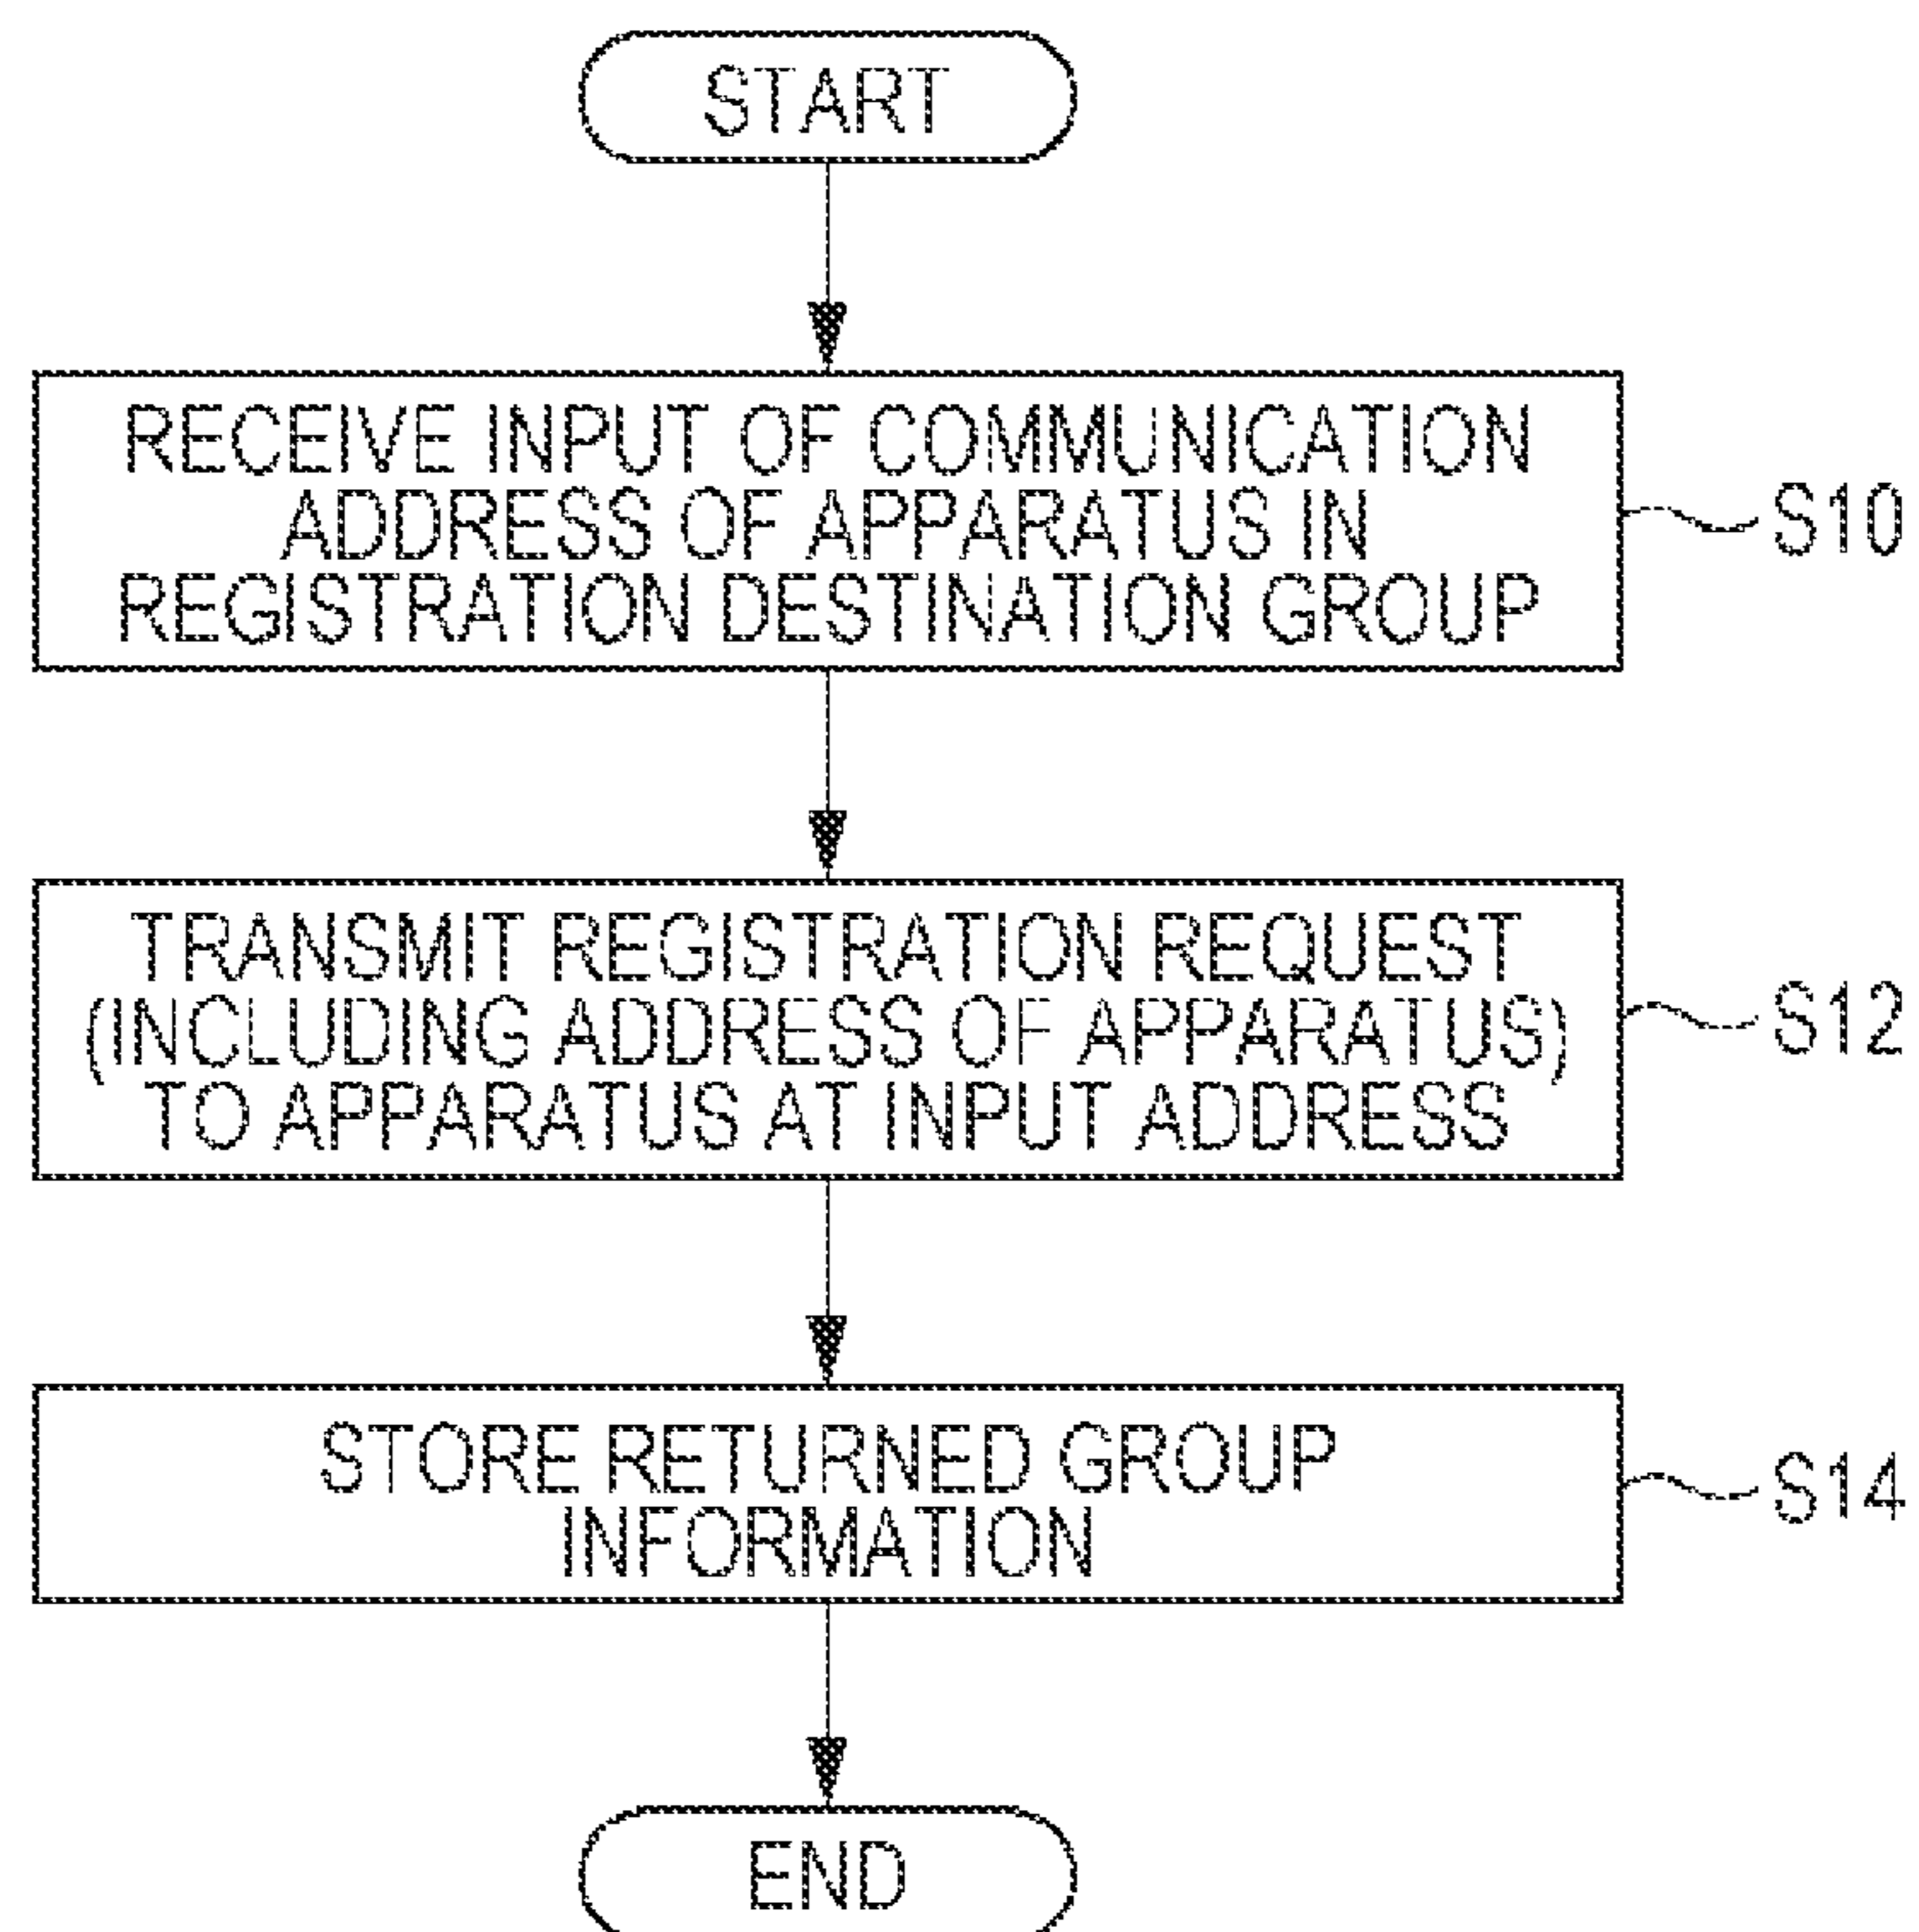 START
RECEIVE INPUT OF COMMUNICATION
ADDRESS OF APPARATUS IN
REGISTRATION DESTINATION GROUP
S10
TRANSMIT REGISTRATION REQUEST
(INCLUDING ADDRESS OF APPARATUS)
TO APPARATUS AT INPUT ADDRESS
S12
STORE RETURNED GROUP
INFORMATION
S14
END